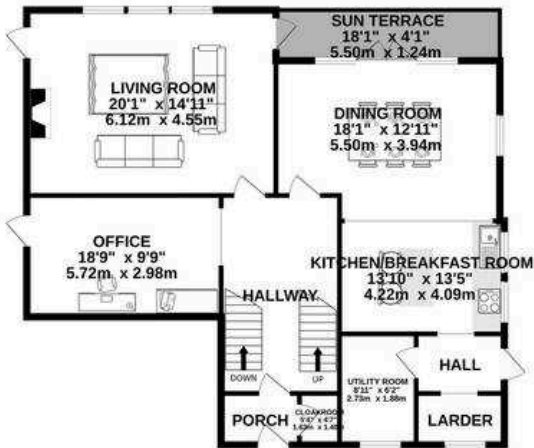 SUN TERRACE
18'1" x 4'1"
5.50m x 1.24m
LIVING ROOM
20'1" x 14'11"
6.12m x 4.55m
DINING ROOM
18'1" x 12'11"
5.50m x 3.94m
OFFICE
18'9" x 9'9"
5.72m x 2.98m
KITCHEN/BREAKFAST ROOM
13'10" x 13'5"
4.22m x 4.09m
HALLWAY
DOWN
UP
HALL
UTILITY ROOM
8'11" x 6'2"
2.73m x 1.88m
PORCH
CLOAKROOM
LARDER